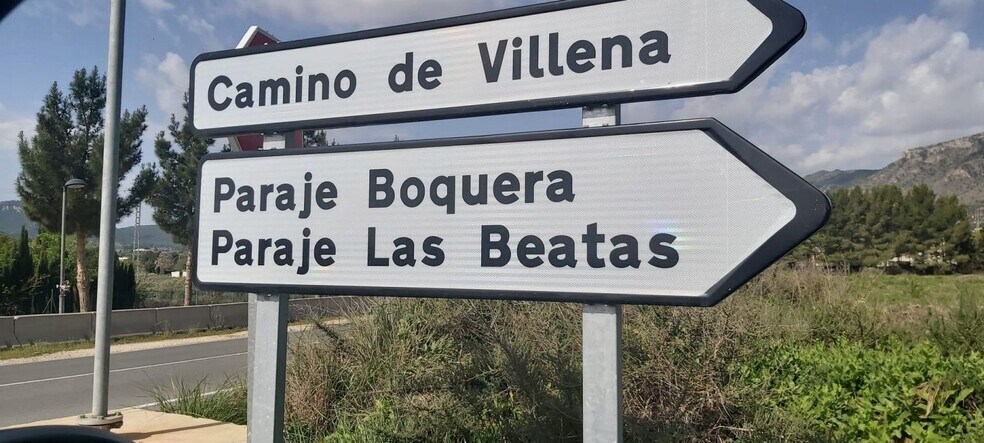 Camino de Villena
Paraje Boquera
Paraje Las Beatas